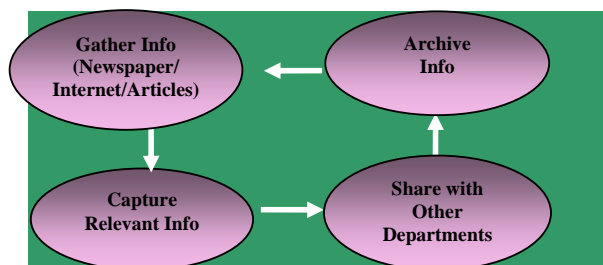 Gather Info
(Newspaper/
Internet/Articles)
Archive
Info
Capture
Relevant Info
Share with
Other
Departments